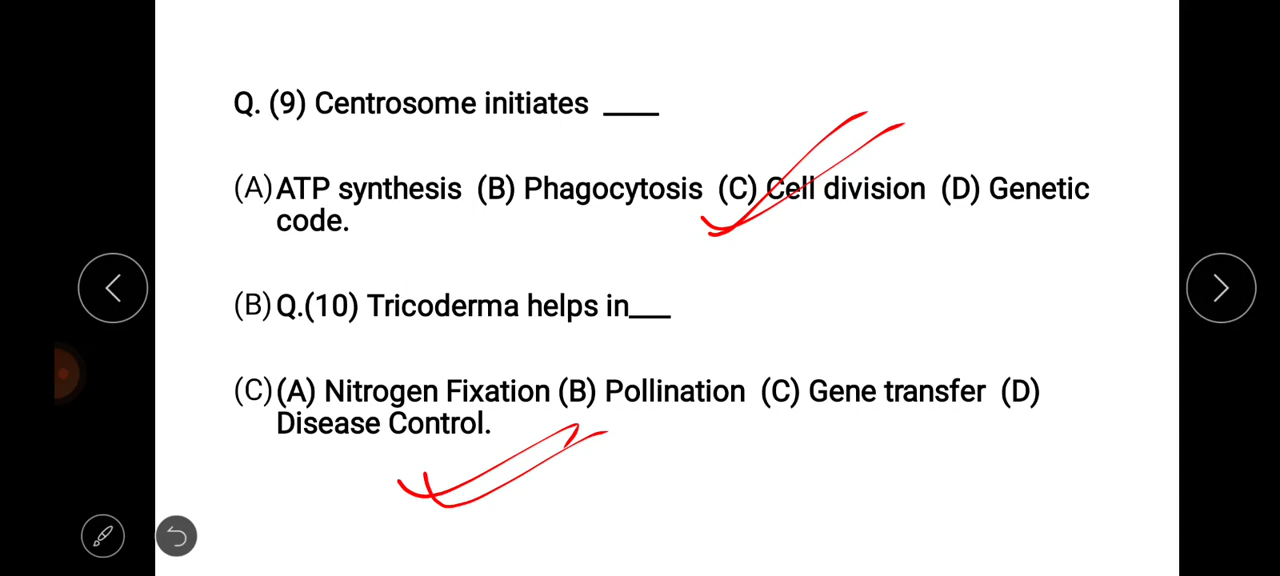 Q. (9) Centrosome initiates ____
(A) ATP synthesis (B) Phagocytosis (C) Cell division (D) Genetic
code.
(B) Q.(10) Tricoderma helps in___
(C) (A) Nitrogen Fixation (B) Pollination (C) Gene transfer (D)
Disease Control.